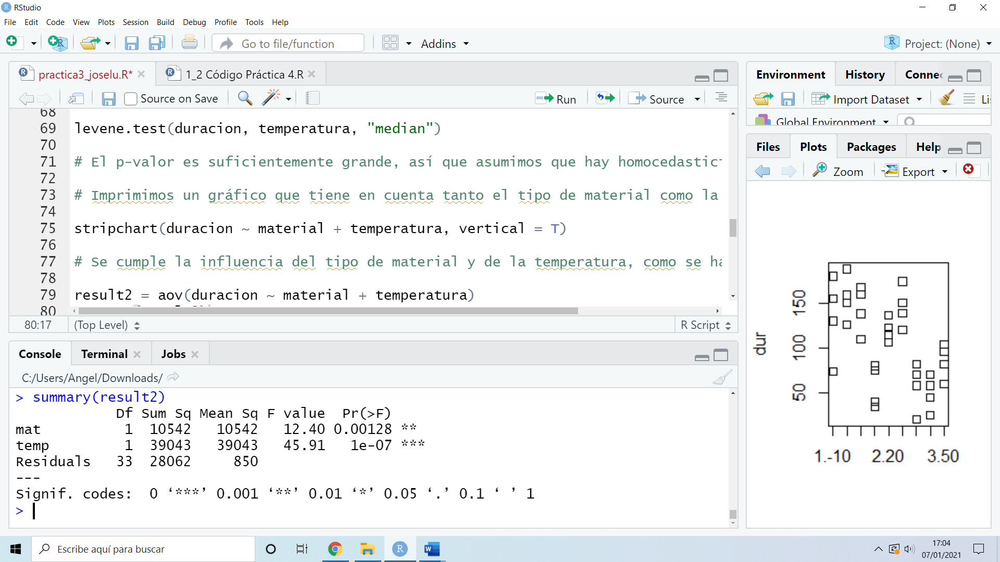 RStudio
File Edit Code View Plots Session Build Debug Profile Tools Help
Go to file/function Addins Project: (None)
practica3_joselu.R* 1_2 Código Práctica 4.R
Source on Save Run Source
68
69 levene.test(duracion, temperatura, "median")
70
71 # El p-valor es suficientemente grande, así que asumimos que hay homocedastic
72
73 # Imprimimos un gráfico que tiene en cuenta tanto el tipo de material como la
74
75 stripchart(duracion ~ material + temperatura, vertical = T)
76
77 # Se cumple la influencia del tipo de material y de la temperatura, como se ha
78
79 result2 = aov(duracion ~ material + temperatura)
80
80:17 (Top Level) R Script
Console Terminal Jobs
C:/Users/Angel/Downloads/
> summary(result2)
Df Sum Sq Mean Sq F value Pr(>F)
mat 1 10542 10542 12.40 0.00128 **
temp 1 39043 39043 45.91 1e-07 ***
Residuals 33 28062 850
---
Signif. codes: 0 ‘***’ 0.001 ‘**’ 0.01 ‘*’ 0.05 ‘.’ 0.1 ‘ ’ 1
>
Environment History Connec
Import Dataset Li
Global Environment
Files Plots Packages Help
Zoom Export
dur
150
100
50
1.-10 2.20 3.50
Escribe aquí para buscar
17:04
07/01/2021